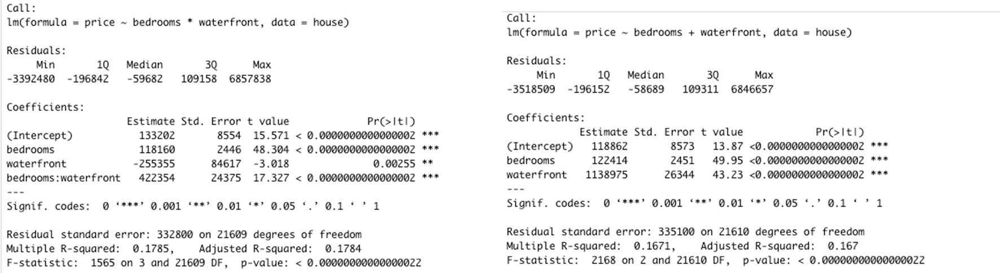 Call:
lm(formula = price ~ bedrooms * waterfront, data = house)
Residuals:
Min 1Q Median 3Q Max
-3392480 -196842 -59682 109158 6857838
Coefficients:
Estimate Std. Error t value Pr(>|t|)
(Intercept) 133202 8554 15.571 < 0.0000000000000002 ***
bedrooms 118160 2446 48.304 < 0.0000000000000002 ***
waterfront -255355 84617 -3.018 0.00255 **
bedrooms:waterfront 422354 24375 17.327 < 0.0000000000000002 ***
---
Signif. codes: 0 ‘***’ 0.001 ‘**’ 0.01 ‘*’ 0.05 ‘.’ 0.1 ‘ ’ 1
Residual standard error: 332800 on 21609 degrees of freedom
Multiple R-squared: 0.1785, Adjusted R-squared: 0.1784
F-statistic: 1565 on 3 and 21609 DF, p-value: < 0.00000000000000022
Call:
lm(formula = price ~ bedrooms + waterfront, data = house)
Residuals:
Min 1Q Median 3Q Max
-3518509 -196152 -58689 109311 6846657
Coefficients:
Estimate Std. Error t value Pr(>|t|)
(Intercept) 118862 8573 13.87 <0.0000000000000002 ***
bedrooms 122414 2451 49.95 <0.0000000000000002 ***
waterfront 1138975 26344 43.23 <0.0000000000000002 ***
---
Signif. codes: 0 ‘***’ 0.001 ‘**’ 0.01 ‘*’ 0.05 ‘.’ 0.1 ‘ ’ 1
Residual standard error: 335100 on 21610 degrees of freedom
Multiple R-squared: 0.1671, Adjusted R-squared: 0.167
F-statistic: 2168 on 2 and 21610 DF, p-value: < 0.00000000000000022